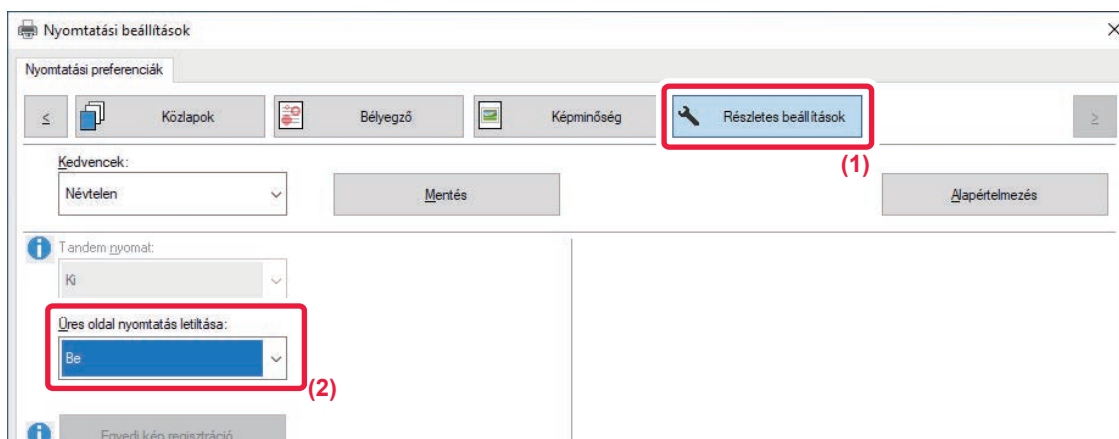 Nyomtatási beállítások
Nyomtatási preferenciák
< Közlapok Bélyegző Képminőség Részletes beállítások >
(1)
Kedvencek:
Névtelen Mentés Alapértelmezés
Tandem nyomat:
Ki
Üres oldal nyomtatás letiltása:
Be
(2)
Egyedi kép regisztráció